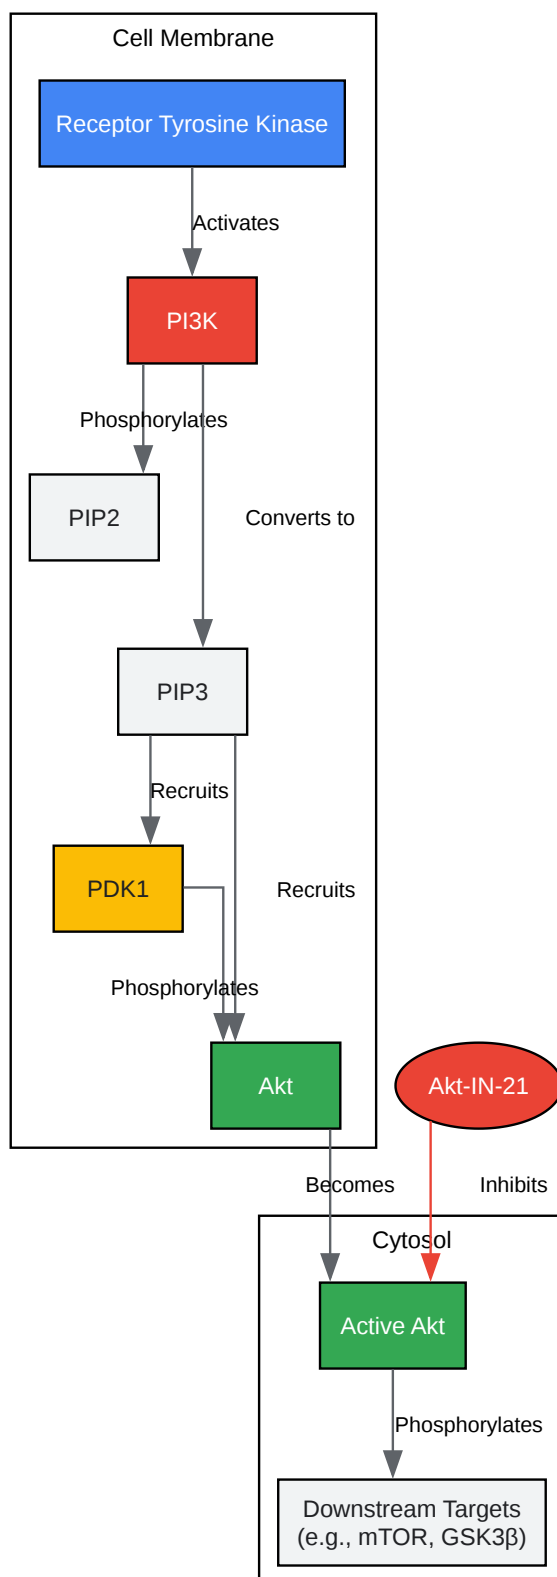 Cell Membrane
Receptor Tyrosine Kinase
Activates
PI3K
Phosphorylates
PIP2
Converts to
PIP3
Recruits
PDK1
Recruits
Phosphorylates
Akt
Akt-IN-21
Becomes
Inhibits
Cytosol
Active Akt
Phosphorylates
Downstream Targets
(e.g., mTOR, GSK3β)